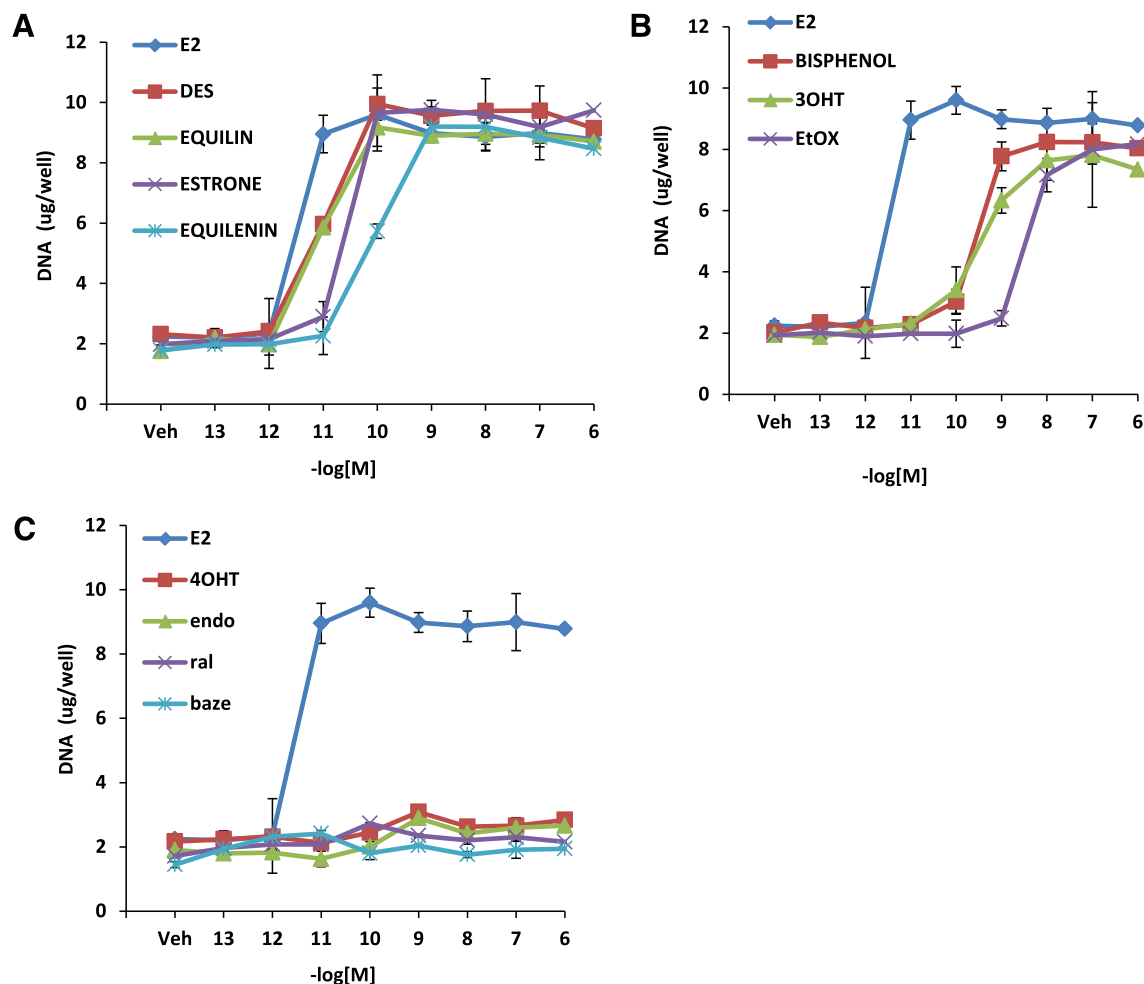 A
12
10
8
6
4
2
0
DNA (ug/well)
E2
DES
EQUILIN
ESTRONE
EQUILENIN
Veh 13 12 11 10 9 8 7 6
-log[M]
B
12
10
8
6
4
2
0
DNA (ug/well)
E2
BISPHENOL
3OHT
EtOX
Veh 13 12 11 10 9 8 7 6
-log[M]
C
12
10
8
6
4
2
0
DNA (ug/well)
E2
4OHT
endo
ral
baze
Veh 13 12 11 10 9 8 7 6
-log[M]